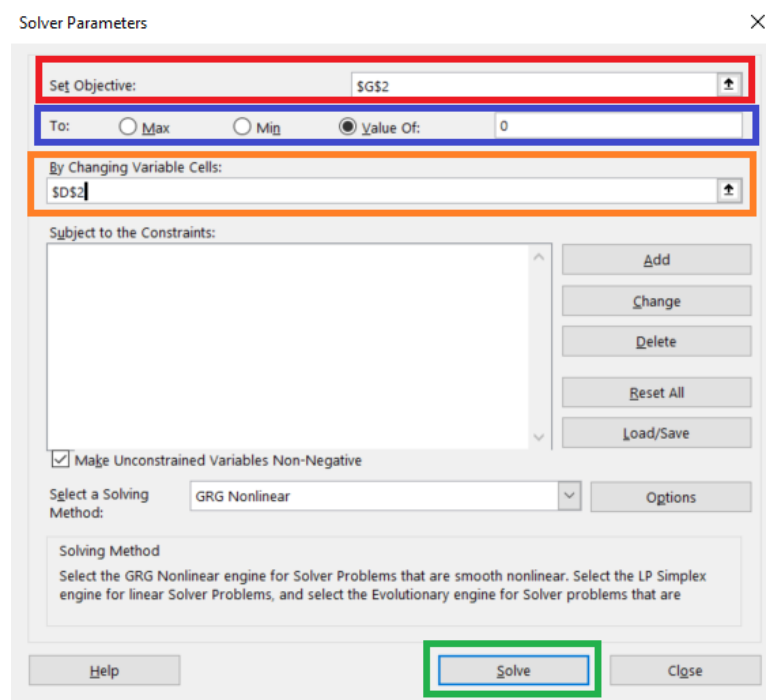 Solver Parameters
Set Objective:
$G$2
To:
Max
Min
Value Of:
0
By Changing Variable Cells:
$D$2
Subject to the Constraints:
Add
Change
Delete
Reset All
Load/Save
Make Unconstrained Variables Non-Negative
Select a Solving
Method:
GRG Nonlinear
Options
Solving Method
Select the GRG Nonlinear engine for Solver Problems that are smooth nonlinear. Select the LP Simplex
engine for linear Solver Problems, and select the Evolutionary engine for Solver problems that are
Help
Solve
Close